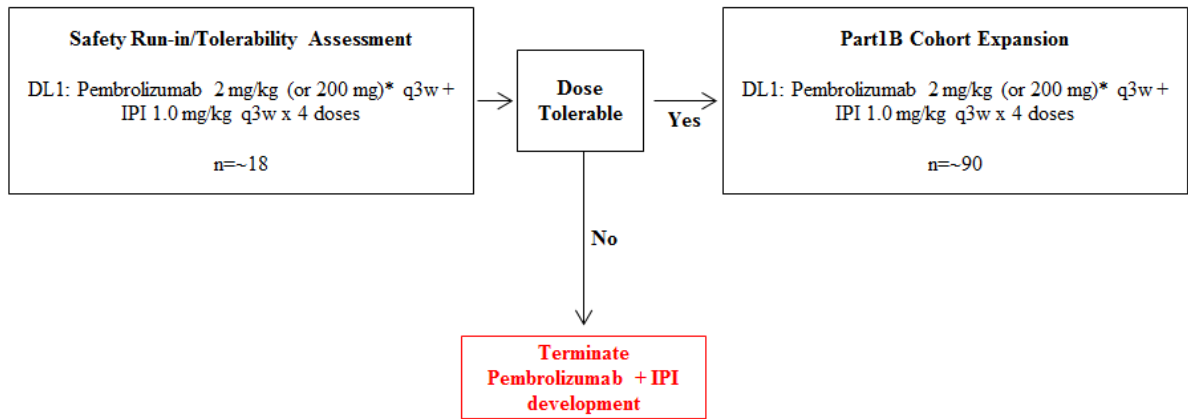 Safety Run-in/Tolerability Assessment
DL1: Pembrolizumab 2 mg/kg (or 200 mg)* q3w +
IPI 1.0 mg/kg q3w x 4 doses
n=~18
Dose
Tolerable
Yes
Part1B Cohort Expansion
DL1: Pembrolizumab 2 mg/kg (or 200 mg)* q3w +
IPI 1.0 mg/kg q3w x 4 doses
n=~90
No
Terminate
Pembrolizumab + IPI
development